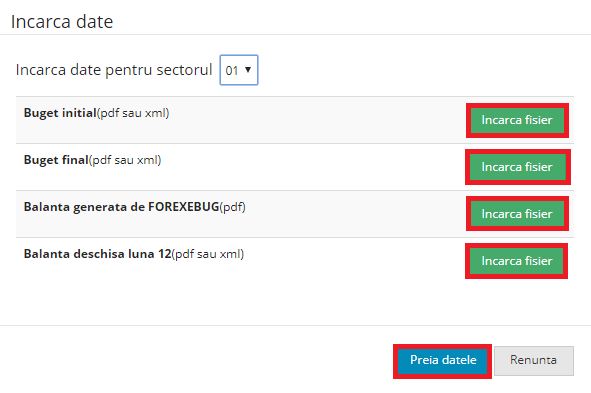 Incarca date
Incarca date pentru sectorul 01
Buget initial(pdf sau xml) Incarca fisier
Buget final(pdf sau xml) Incarca fisier
Balanta generata de FOREXEBUG(pdf) Incarca fisier
Balanta deschisa luna 12(pdf sau xml) Incarca fisier
Preia datele Renunta